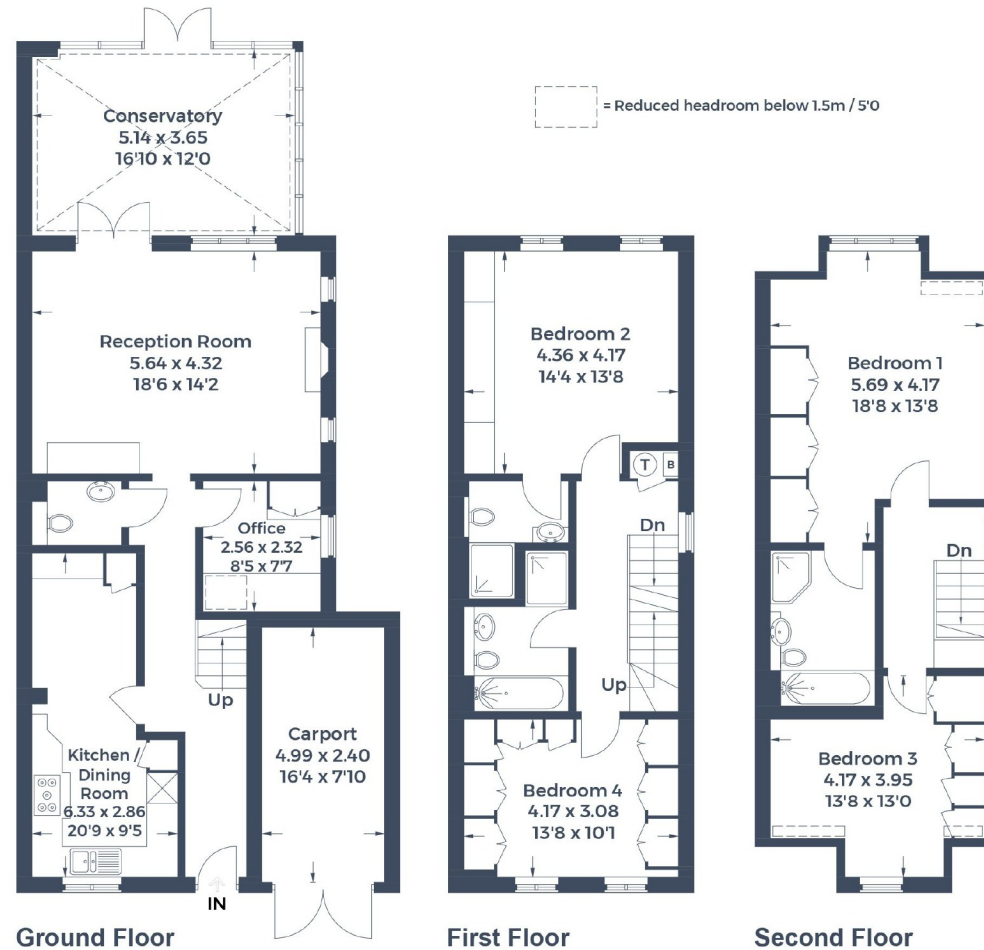 Conservatory
5.14 x 3.65
16'10 x 12'0
= Reduced headroom below 1.5m / 5'0
Reception Room
5.64 x 4.32
18'6 x 14'2
Office
2.56 x 2.32
8'5 x 7'7
Up
Kitchen /
Dining
Room
6.33 x 2.86
20'9 x 9'5
Carport
4.99 x 2.40
16'4 x 7'10
IN
Ground Floor
Bedroom 2
4.36 x 4.17
14'4 x 13'8
T
B
Dn
Up
Bedroom 4
4.17 x 3.08
13'8 x 10'1
First Floor
Bedroom 1
5.69 x 4.17
18'8 x 13'8
Dn
Bedroom 3
4.17 x 3.95
13'8 x 13'0
Second Floor